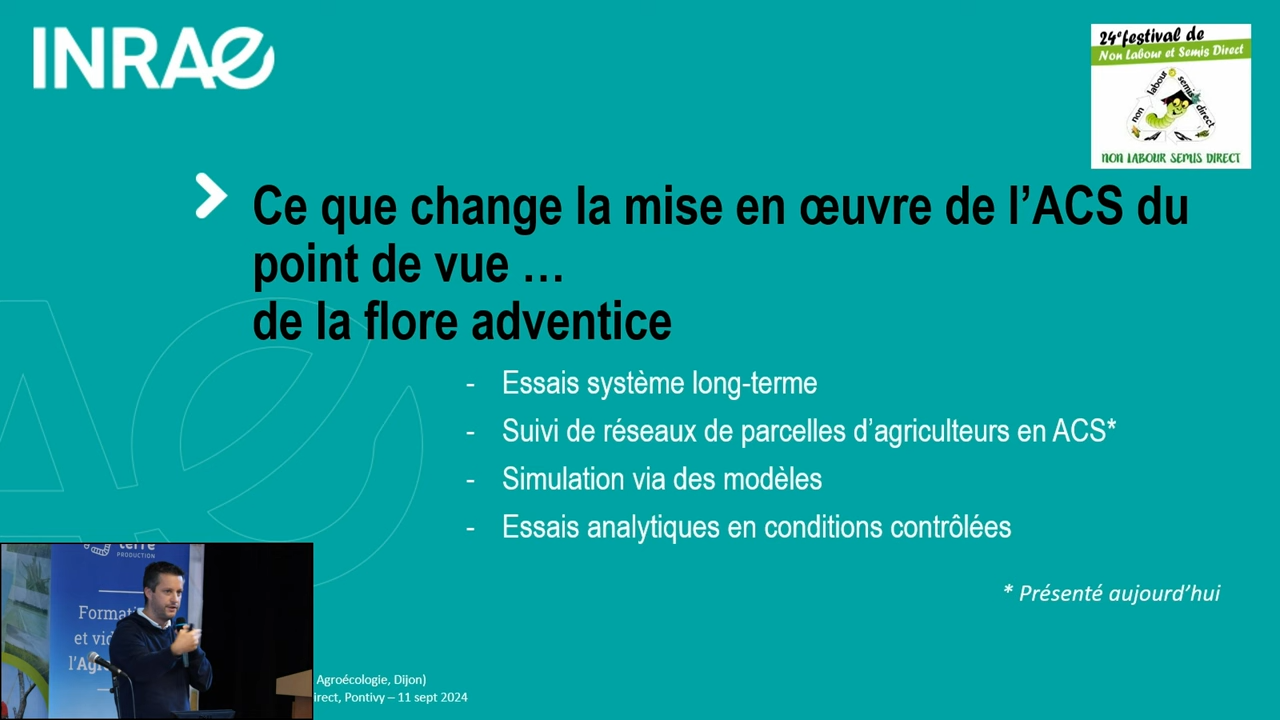 INRAE
24e festival de
Non Labour et Semis Direct
non labour semis direct
NON LABOUR SEMIS DIRECT
Ce que change la mise en œuvre de l’ACS du
point de vue …
de la flore adventice
- Essais système long-terme
- Suivi de réseaux de parcelles d’agriculteurs en ACS*
- Simulation via des modèles
- Essais analytiques en conditions contrôlées
* Présenté aujourd’hui
terre
PRODUCTION
et
Agroécologie, Dijon)
irect, Pontivy – 11 sept 2024